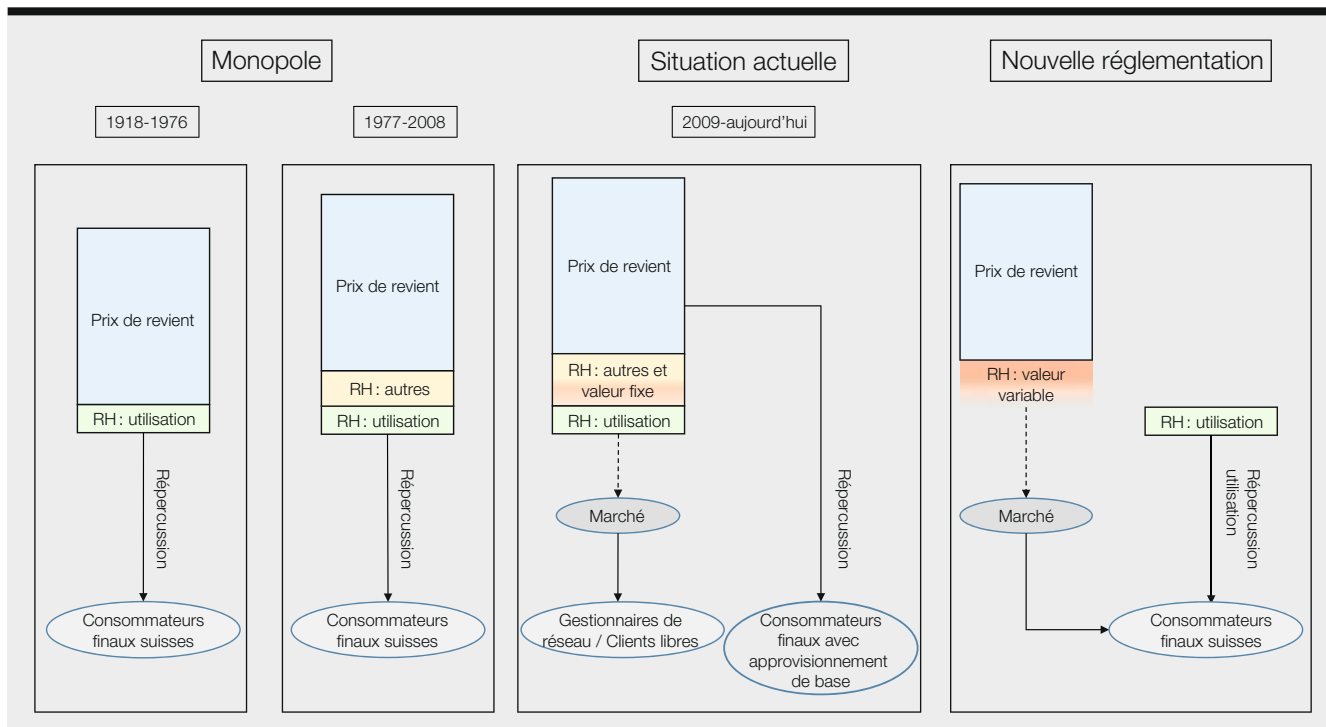 Monopole
Situation actuelle
Nouvelle réglementation
1918-1976
1977-2008
2009-aujourd'hui
Prix de revient
RH : utilisation
Répercussion
Consommateurs
finaux suisses
Prix de revient
RH : autres
RH : utilisation
Répercussion
Consommateurs
finaux suisses
Prix de revient
RH : autres et
valeur fixe
RH : utilisation
Marché
Répercussion
Gestionnaires de
réseau / Clients libres
Consommateurs
finaux avec
approvisionnement
de base
Prix de revient
RH : valeur
variable
RH : utilisation
Marché
Répercussion
utilisation
Consommateurs
finaux suisses